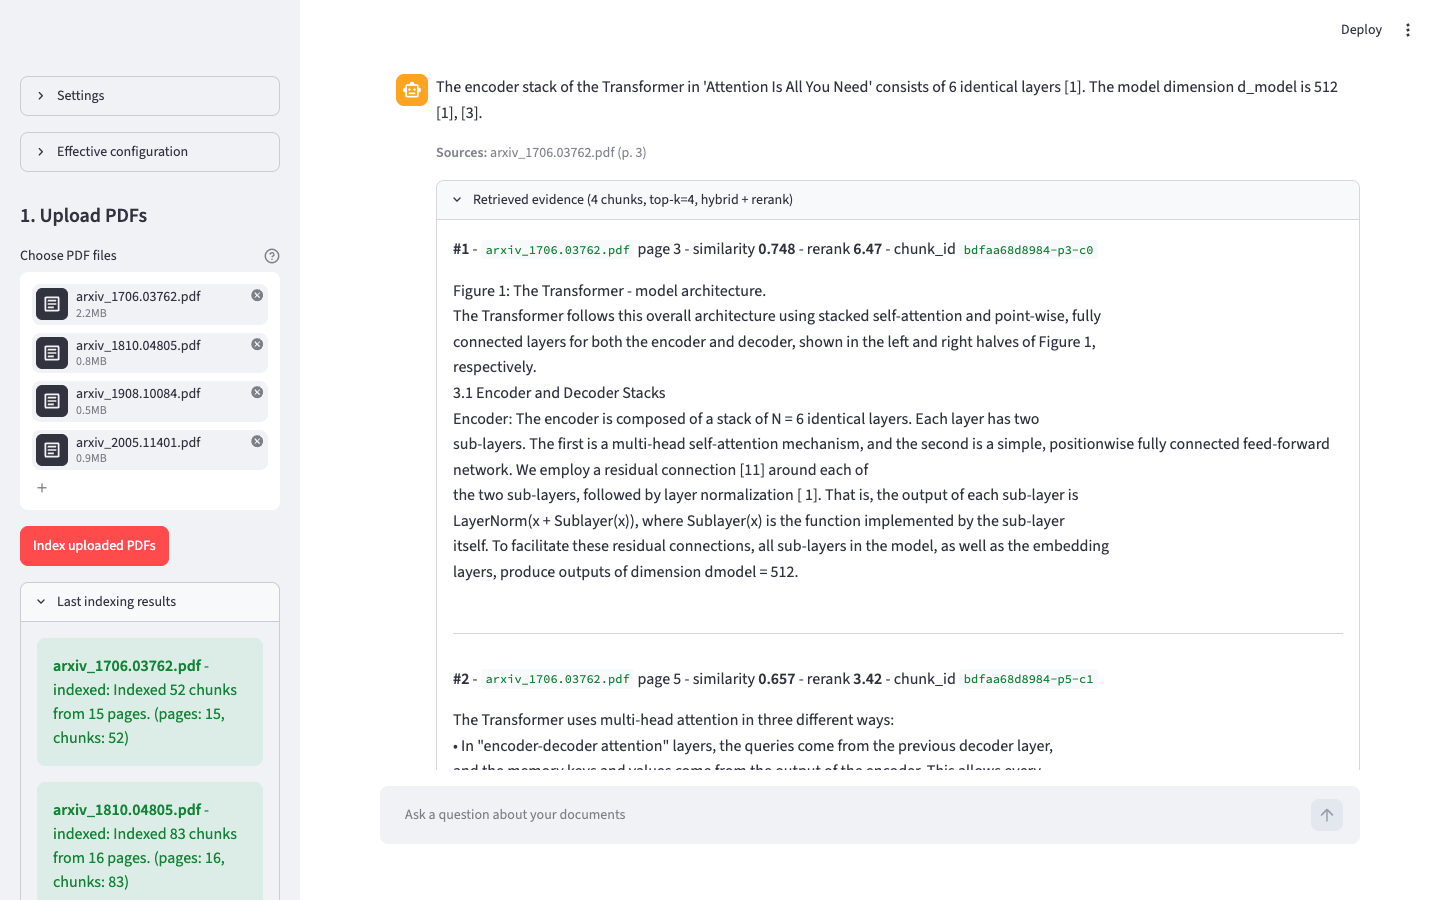 Deploy
Settings
Effective configuration
1. Upload PDFs
Choose PDF files
arxiv_1706.03762.pdf
2.2MB
arxiv_1810.04805.pdf
0.8MB
arxiv_1908.10084.pdf
0.5MB
arxiv_2005.11401.pdf
0.9MB
Index uploaded PDFs
Last indexing results
arxiv_1706.03762.pdf -
indexed: Indexed 52 chunks
from 15 pages. (pages: 15,
chunks: 52)
arxiv_1810.04805.pdf -
indexed: Indexed 83 chunks
from 16 pages. (pages: 16,
chunks: 83)
The encoder stack of the Transformer in 'Attention Is All You Need' consists of 6 identical layers [1]. The model dimension d_model is 512
[1], [3].
Sources: arxiv_1706.03762.pdf (p. 3)
Retrieved evidence (4 chunks, top-k=4, hybrid + rerank)
#1 - arxiv_1706.03762.pdf page 3 - similarity 0.748 - rerank 6.47 - chunk_id bdfaa68d8984-p3-c0
Figure 1: The Transformer - model architecture.
The Transformer follows this overall architecture using stacked self-attention and point-wise, fully
connected layers for both the encoder and decoder, shown in the left and right halves of Figure 1,
respectively.
3.1 Encoder and Decoder Stacks
Encoder: The encoder is composed of a stack of N = 6 identical layers. Each layer has two
sub-layers. The first is a multi-head self-attention mechanism, and the second is a simple, positionwise fully connected feed-forward
network. We employ a residual connection [11] around each of
the two sub-layers, followed by layer normalization [ 1]. That is, the output of each sub-layer is
LayerNorm(x + Sublayer(x)), where Sublayer(x) is the function implemented by the sub-layer
itself. To facilitate these residual connections, all sub-layers in the model, as well as the embedding
layers, produce outputs of dimension dmodel = 512.
#2 - arxiv_1706.03762.pdf page 5 - similarity 0.657 - rerank 3.42 - chunk_id bdfaa68d8984-p5-c1
The Transformer uses multi-head attention in three different ways:
• In "encoder-decoder attention" layers, the queries come from the previous decoder layer,
and the memory keys and values come from the output of the encoder. This allows every
Ask a question about your documents